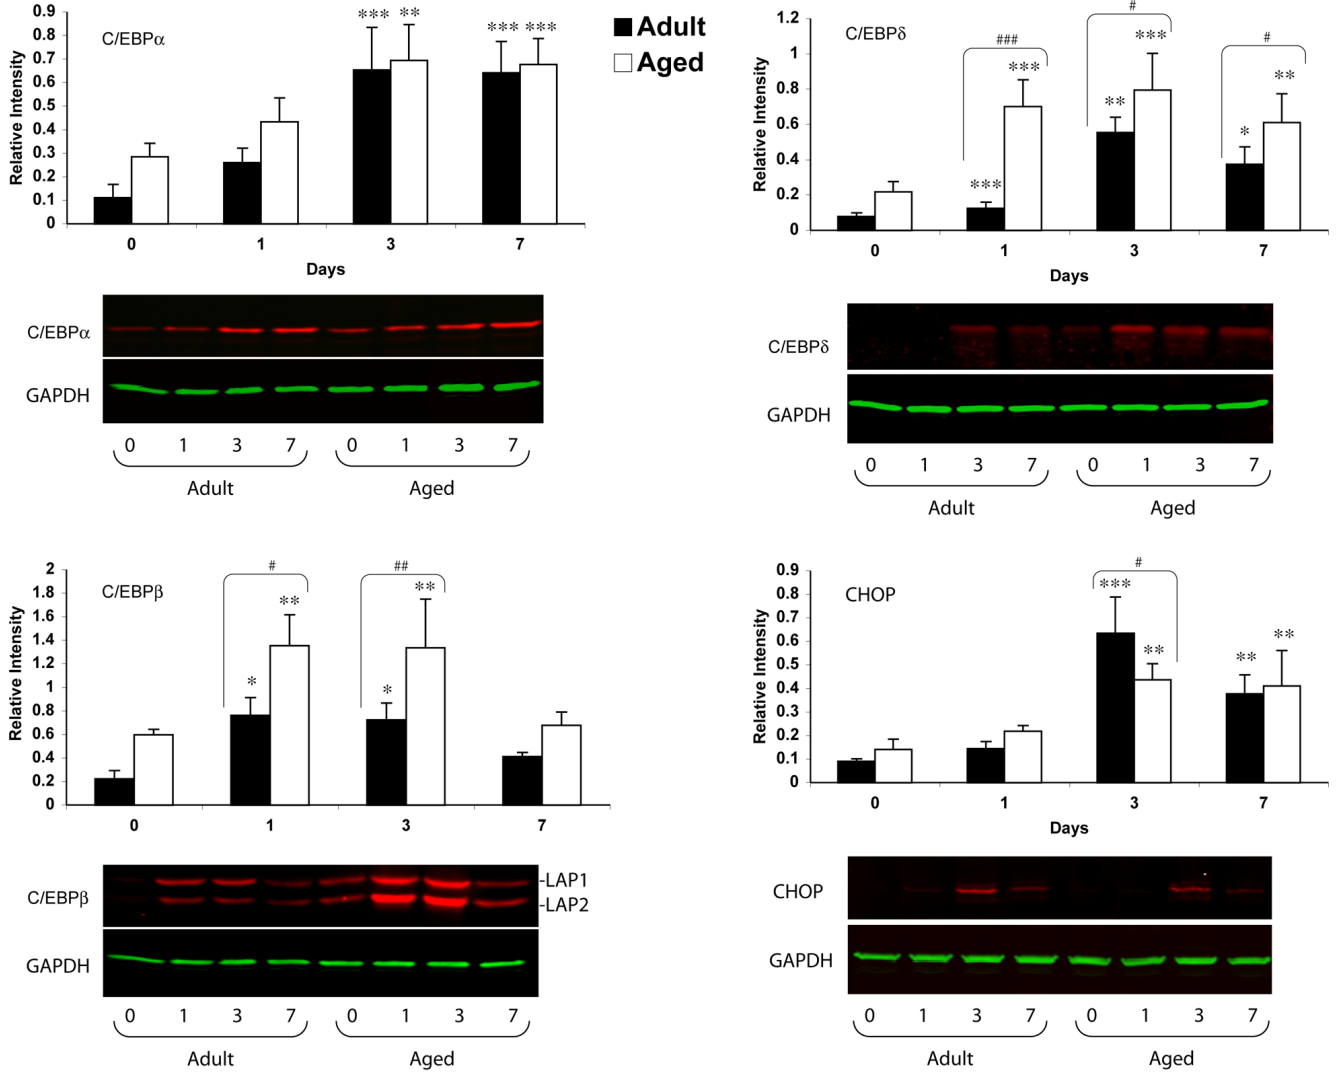 C/EBPα
*** ** *** ***
0.9
0.8
0.7
0.6
0.5
0.4
0.3
0.2
0.1
0
Relative Intensity
0 1 3 7
Days
C/EBPα
GAPDH
0 1 3 7 0 1 3 7
Adult Aged
Adult
Aged
C/EBPδ
### # #
*** *** ** *** * **
1.2
1
0.8
0.6
0.4
0.2
0
Relative Intensity
0 1 3 7
Days
C/EBPδ
GAPDH
0 1 3 7 0 1 3 7
Adult Aged
C/EBPβ
# ##
* ** * **
2
1.8
1.6
1.4
1.2
1
0.8
0.6
0.4
0.2
0
Relative Intensity
0 1 3 7
C/EBPβ
-LAP1
-LAP2
GAPDH
0 1 3 7 0 1 3 7
Adult Aged
CHOP
#
*** ** ** **
0.9
0.8
0.7
0.6
0.5
0.4
0.3
0.2
0.1
0
Relative Intensity
0 1 3 7
Days
CHOP
GAPDH
0 1 3 7 0 1 3 7
Adult Aged